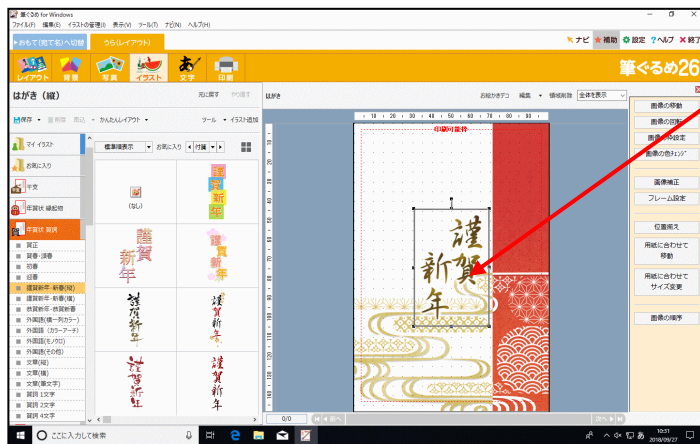 筆ぐるめ for Windows
ファイル(F) 編集(E) イラストの管理(I) 表示(V) ツール(T) ナビ(N) ヘルプ(H)
おもて(宛て名)へ切替 うら(レイアウト) ナビ 補助 設定 ? ヘルプ × 終了
レイアウト 背景 写真 イラスト 文字 印刷 筆ぐるめ26
はがき（縦） 元に戻す やり直す はがき お絵かきデコ 編集 領域削除 全体を表示
保存 削除 かんたんレイアウト ツール イラスト追加
マイ イラスト
お気に入り
干支
年賀状 縁起物
年賀状 賀詞
賀正
賀春・頌春
初春
迎春
謹賀新年・新春(縦)
謹賀新年・新春(横)
恭賀新年・恭賀新春
外国語(横一列カラー)
外国語 (カラーアーチ)
外国語(モノクロ)
外国語(その他)
文章(縦)
文章(横)
文章(筆文字)
賀詞 1文字
賀詞 2文字
賀詞 4文字
標準順表示 お気に入り 付箋
(なし)
謹賀新年
謹賀新年
謹賀新年
謹賀新年
謹賀新年
謹賀新年
謹賀新年
印刷可能枠
謹賀新年
画像の移動
画像の回転
画像の枠設定
画像の色チェンジ
画像補正
フレーム設定
位置揃え
用紙に合わせて
移動
用紙に合わせて
サイズ変更
画像の順序
0/0 前へ 次へ
ここに入力して検索
10:51
2018/09/27